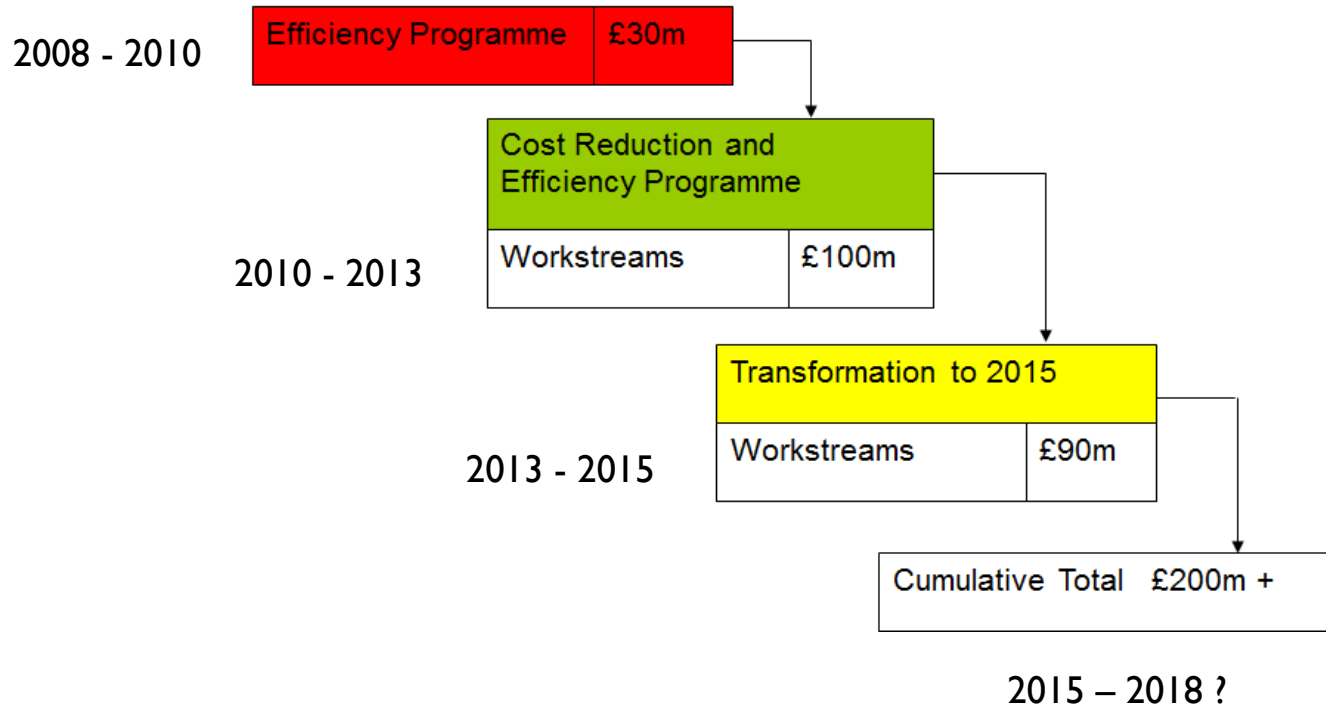 2008 - 2010
Efficiency Programme £30m
Cost Reduction and
Efficiency Programme
2010 - 2013
Workstreams £100m
Transformation to 2015
2013 - 2015
Workstreams £90m
Cumulative Total £200m +
2015 – 2018 ?